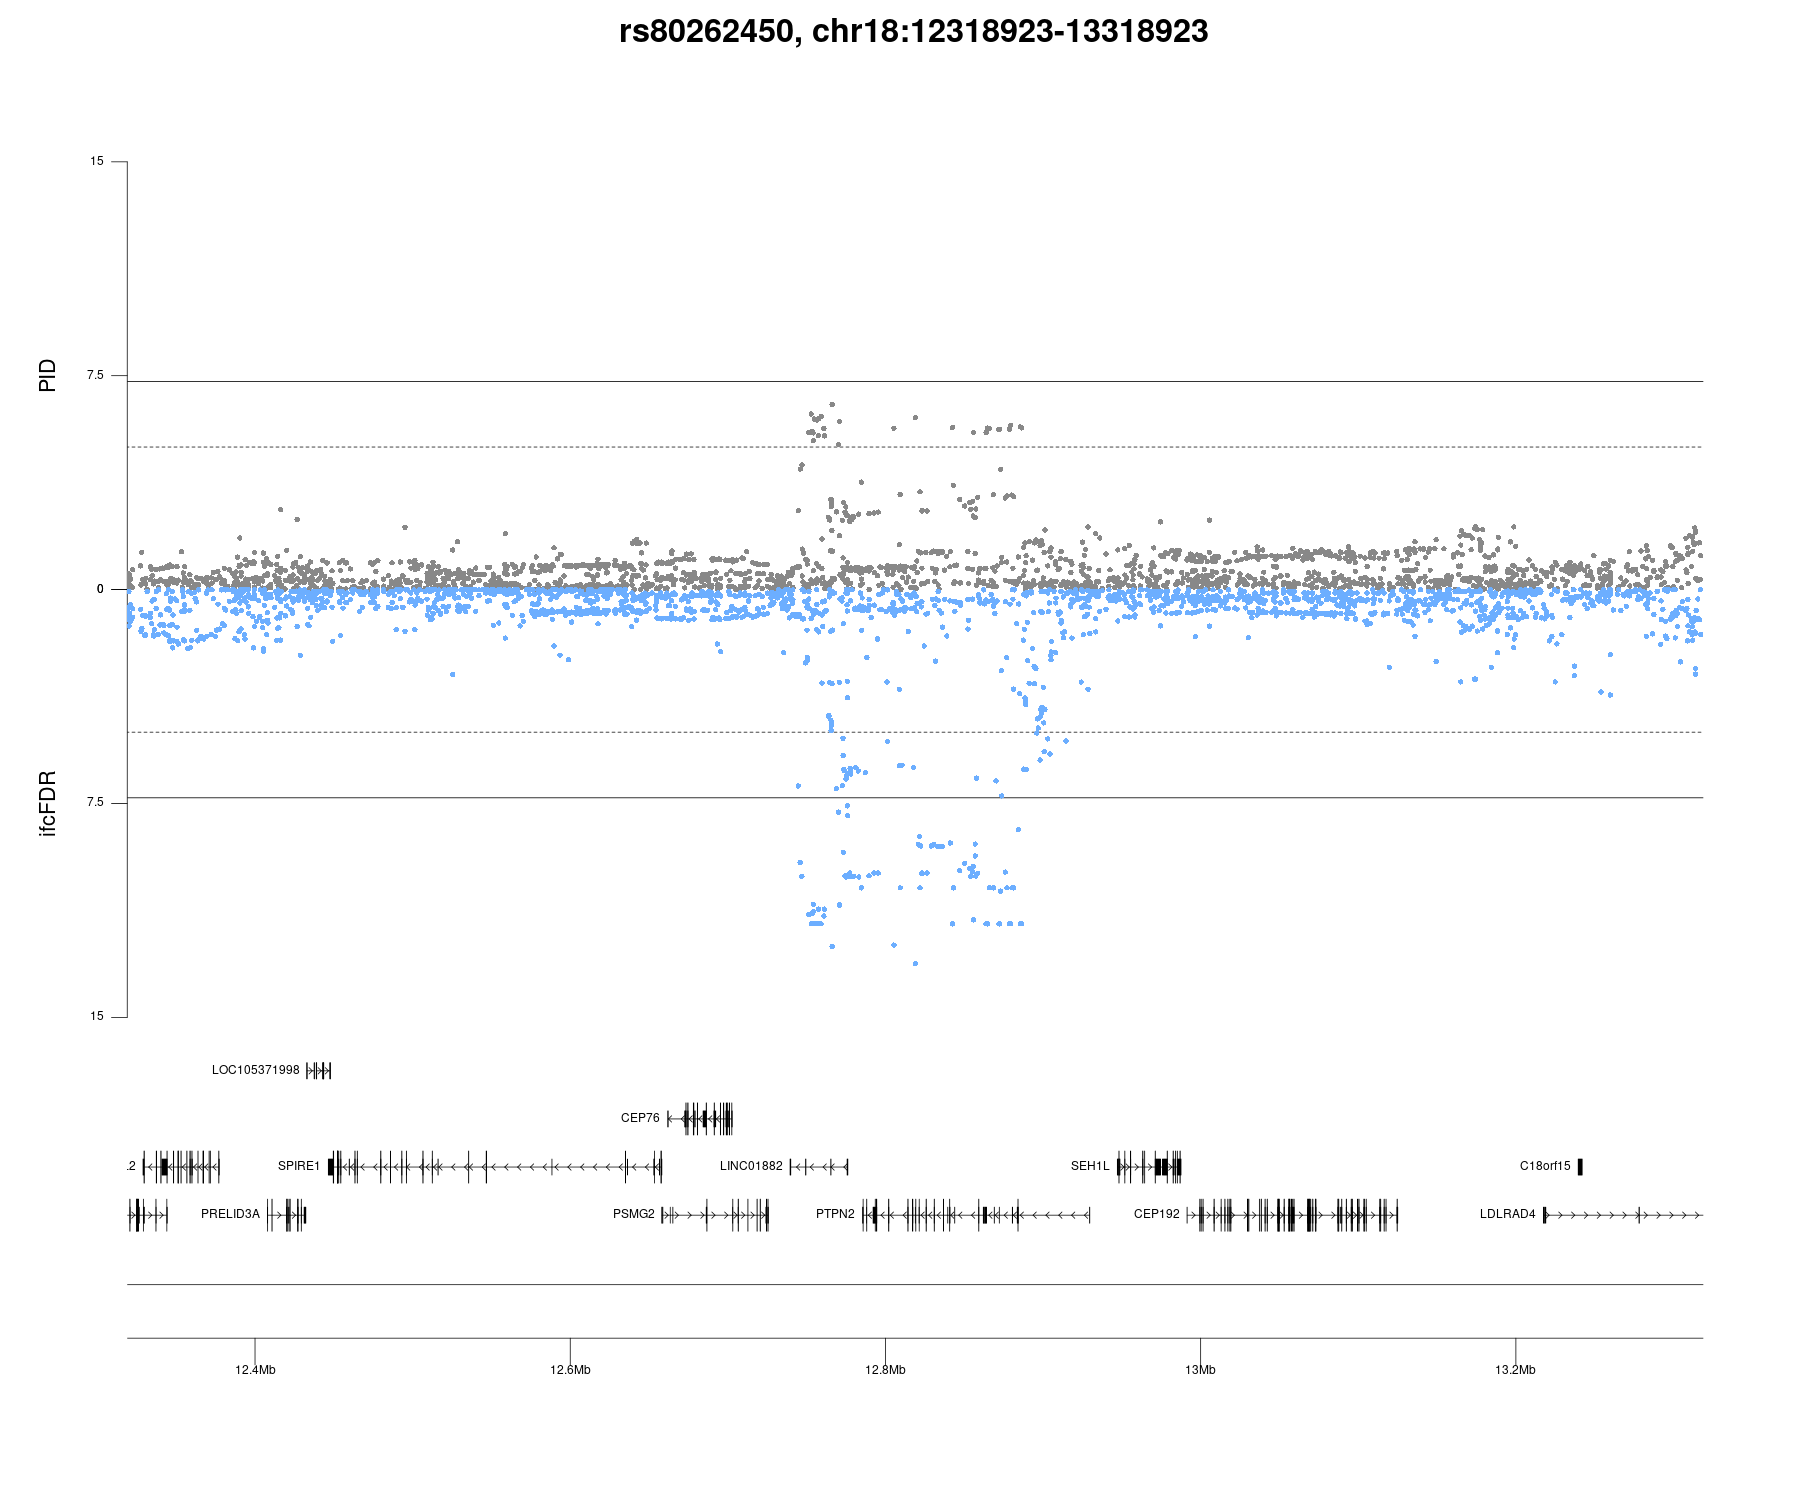 rs80262450, chr18:12318923-13318923
15
7.5
0
7.5
15
PID
ifcFDR
LOC105371998
CEP76
.2
SPIRE1
LINC01882
SEH1L
C18orf15
PRELID3A
PSMG2
PTPN2
CEP192
LDLRAD4
12.4Mb
12.6Mb
12.8Mb
13Mb
13.2Mb